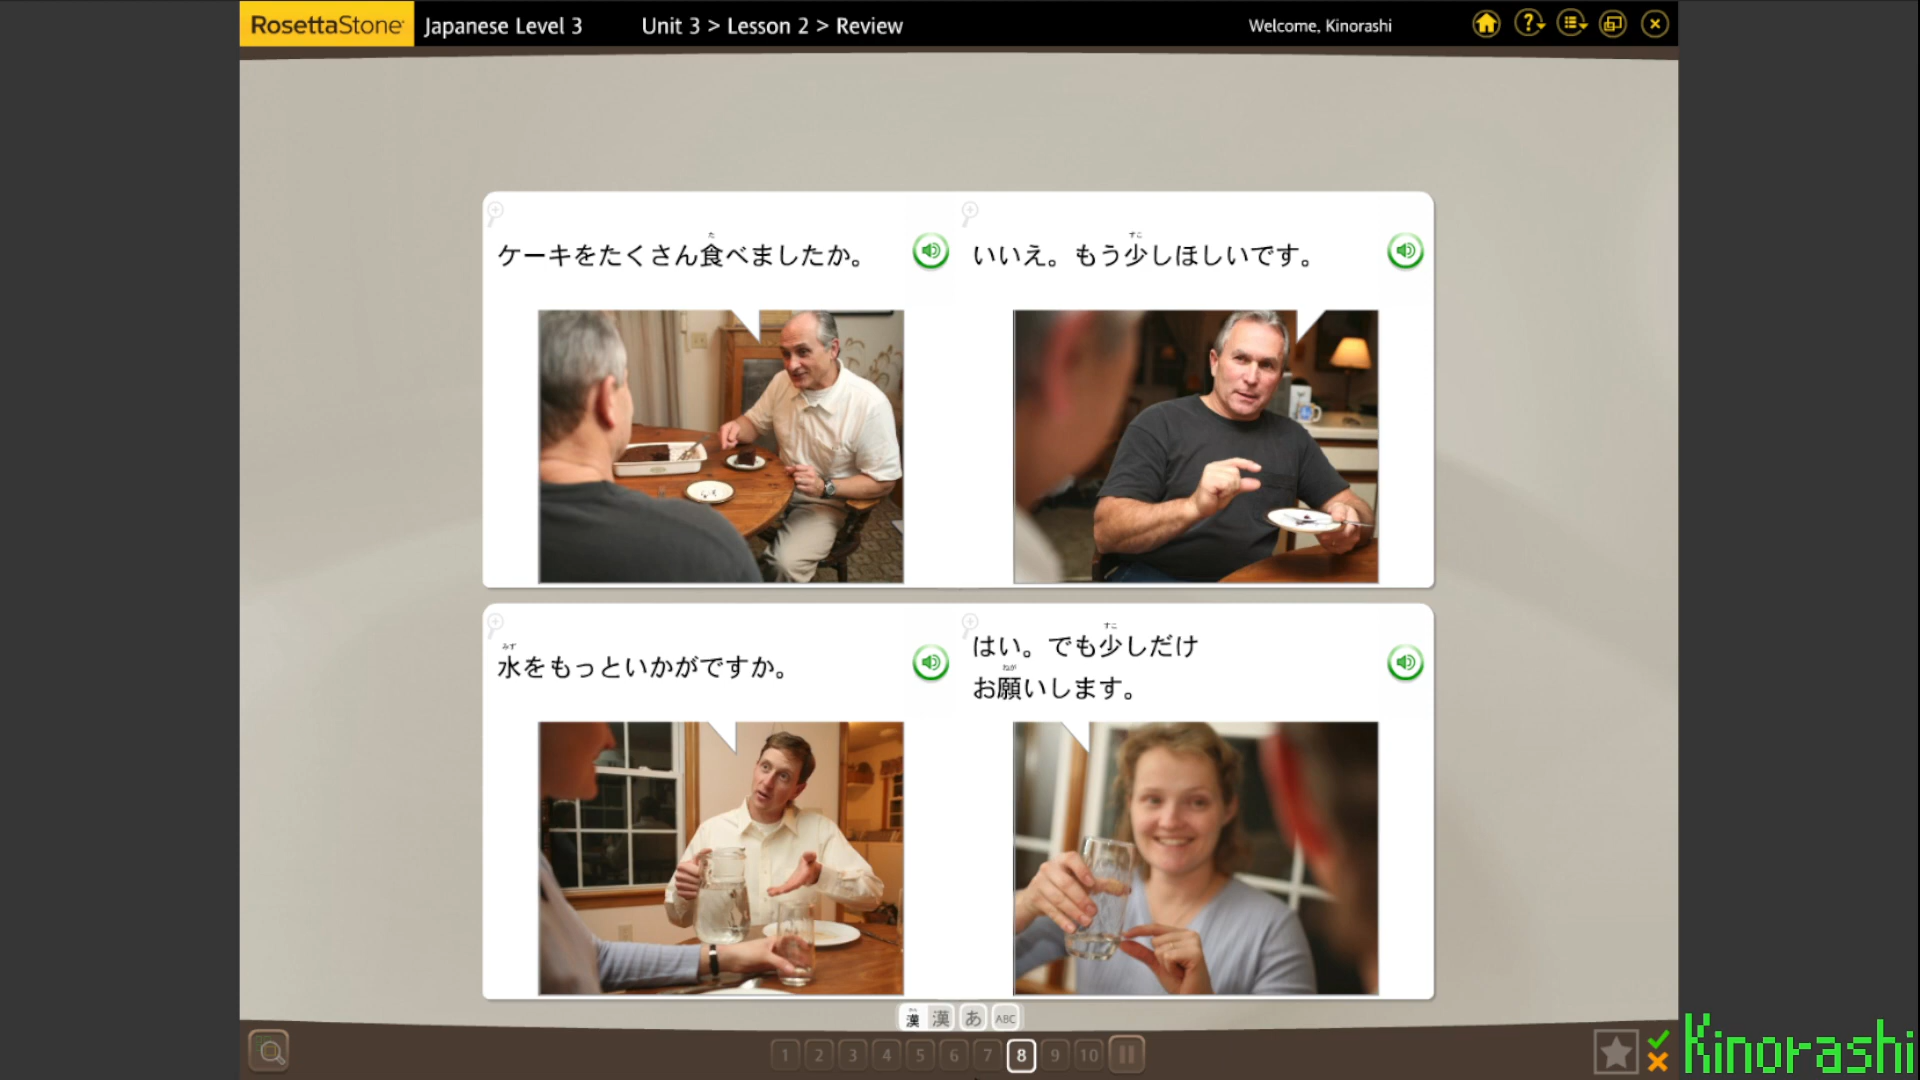 RosettaStone Japanese Level 3 Unit 3 > Lesson 2 > Review Welcome, Kinorashi
ケーキをたくさん食べましたか。
いいえ。もう少しほしいです。
水をもっといかがですか。
はい。でも少しだけ
お願いします。
漢 漢 あ ABC
1 2 3 4 5 6 7 8 9 10
Kinorashi